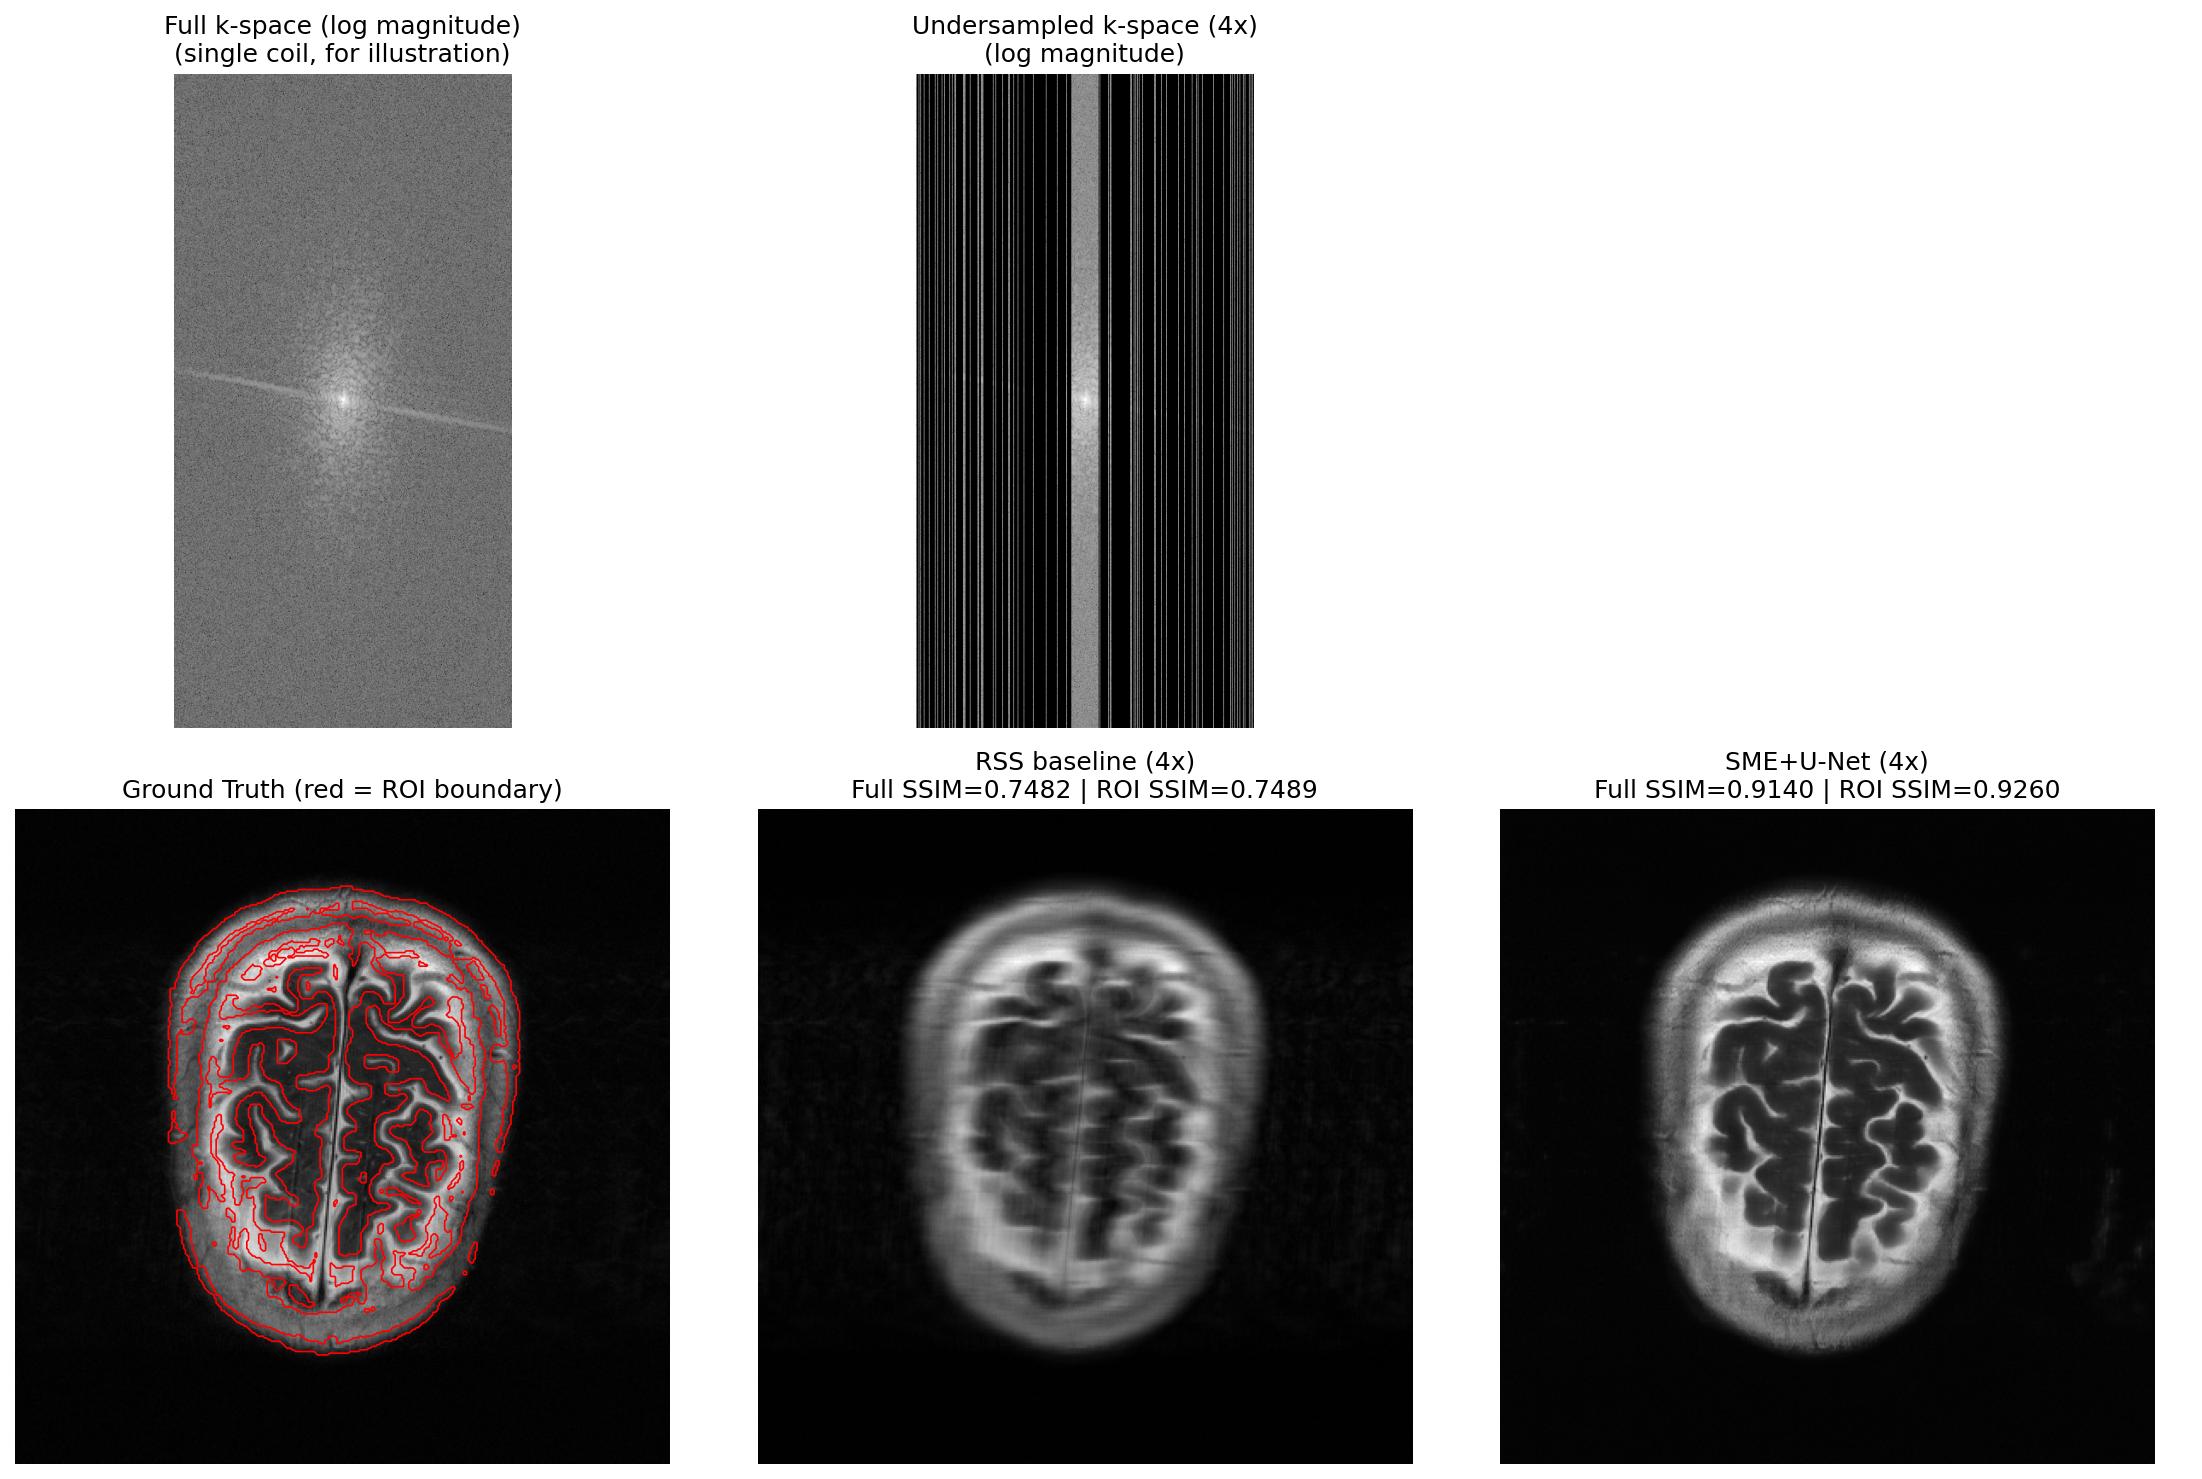 Full k-space (log magnitude)
(single coil, for illustration)
Undersampled k-space (4x)
(log magnitude)
Ground Truth (red = ROI boundary)
RSS baseline (4x)
Full SSIM=0.7482 | ROI SSIM=0.7489
SME+U-Net (4x)
Full SSIM=0.9140 | ROI SSIM=0.9260